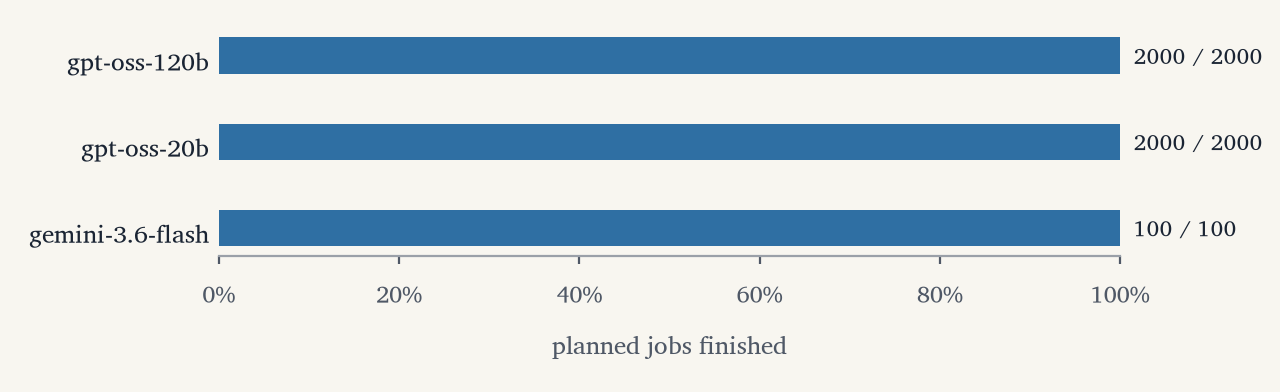 gpt-oss-120b 2000 / 2000
gpt-oss-20b 2000 / 2000
gemini-3.6-flash 100 / 100
0% 20% 40% 60% 80% 100%
planned jobs finished